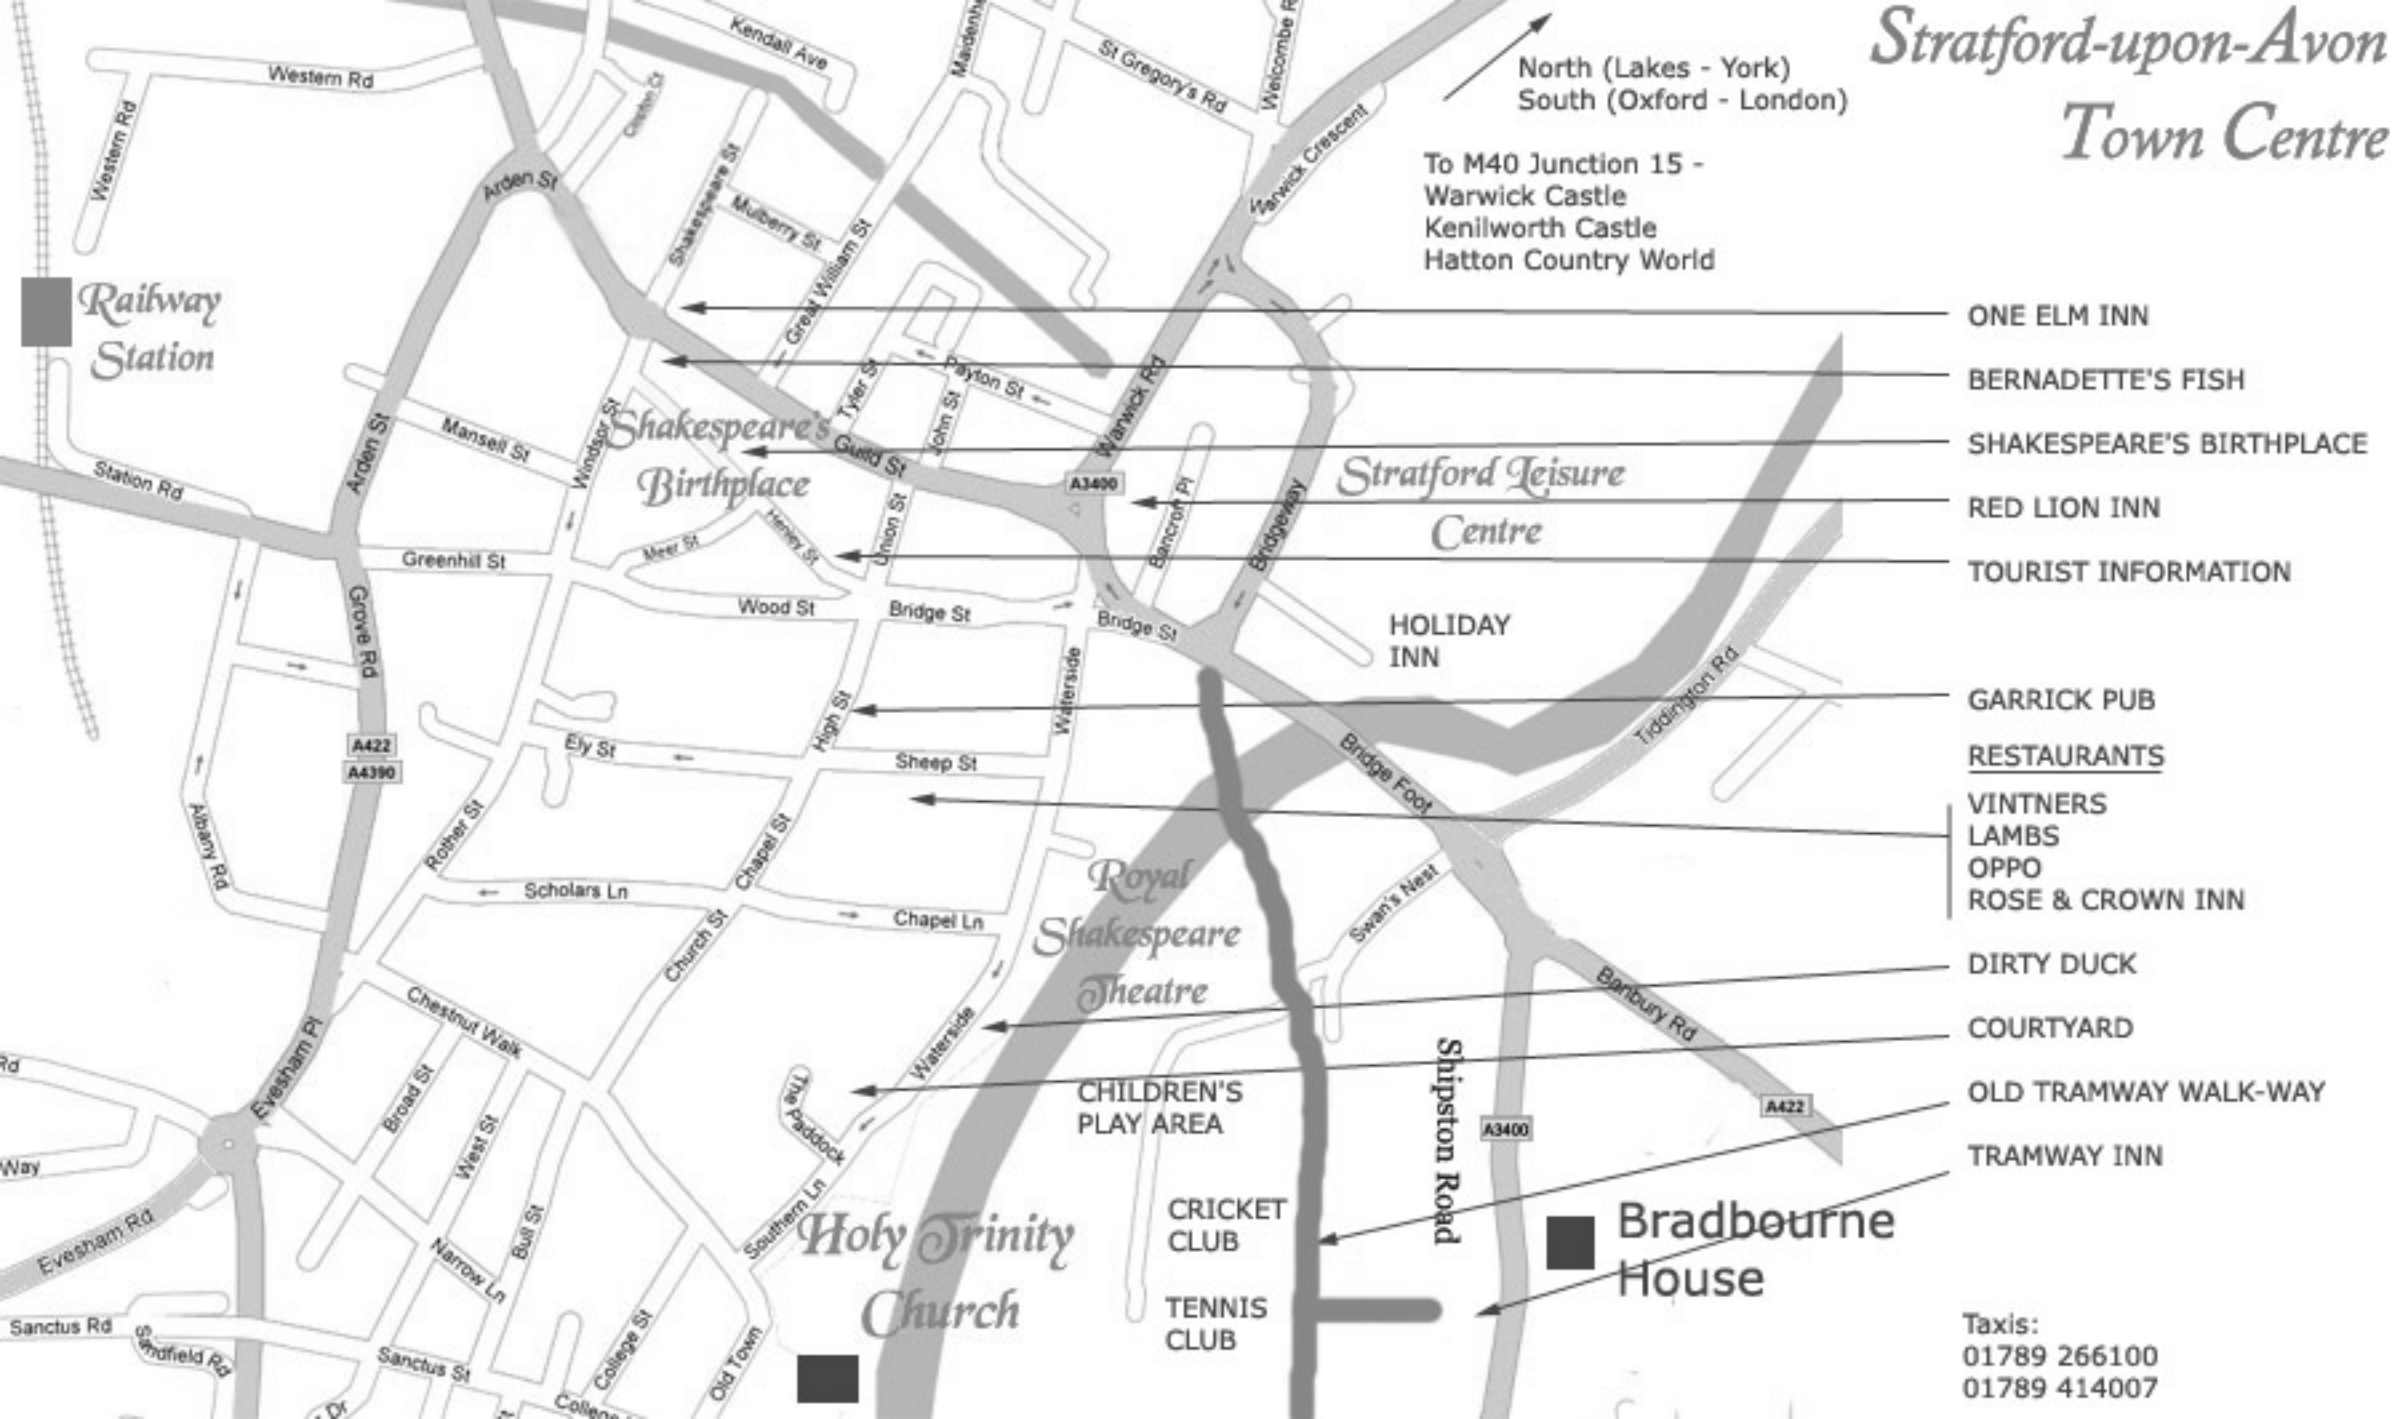 Stratford-upon-Avon
Town Centre
North (Lakes - York)
South (Oxford - London)
To M40 Junction 15 -
Warwick Castle
Kenilworth Castle
Hatton Country World
Kendall Ave
St Gregory's Rd
Western Rd
Western Rd
Warwick Crescent
Arden St
Shakespeare St
Mulberry St
Great William St
Railway
Station
ONE ELM INN
BERNADETTE'S FISH
SHAKESPEARE'S BIRTHPLACE
RED LION INN
TOURIST INFORMATION
Payton St
Tyler St
John St
Warwick Rd
Arden St
Mansell St
Windsor St
Shakespeare's
Birthplace
Guild St
A3400
Stratford Leisure
Centre
Station Rd
Henley St
Union St
Bancroft Pl
Bridgeway
Greenhill St
Meer St
Wood St
Bridge St
Bridge St
HOLIDAY
INN
Grove Rd
Waterside
High St
GARRICK PUB
Tiddington Rd
A422
A4390
Ely St
Sheep St
Bridge Foot
RESTAURANTS
VINTNERS
LAMBS
OPPO
ROSE & CROWN INN
Albany Rd
Rother St
Chapel St
Scholars Ln
Chapel Ln
Royal
Shakespeare
Theatre
Swan's Nest
Church St
DIRTY DUCK
COURTYARD
OLD TRAMWAY WALK-WAY
TRAMWAY INN
Chestnut Walk
Waterside
Banbury Rd
A422
Evesham Pl
Rd
Way
Broad St
West St
The Paddock
CHILDREN'S
PLAY AREA
Shipston Road
A3400
Bull St
Southern Ln
Holy Trinity
Church
CRICKET
CLUB
TENNIS
CLUB
Bradbourne
House
Evesham Rd
Narrow Ln
Sanctus Rd
Sandfield Rd
Sanctus St
College St
Old Town
Dr
Taxis:
01789 266100
01789 414007